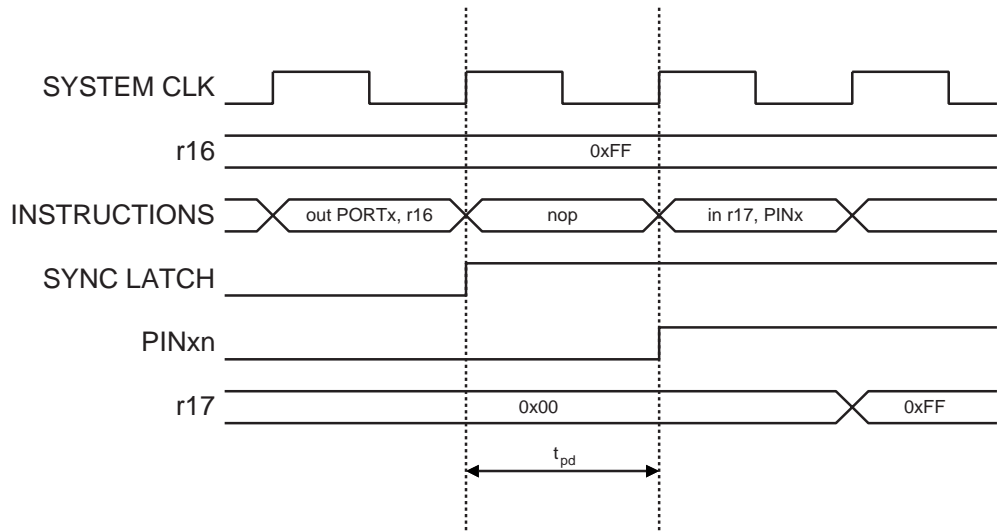 SYSTEM CLK
r16
0xFF
INSTRUCTIONS
out PORTx, r16
nop
in r17, PINx
SYNC LATCH
PINxn
r17
0x00
0xFF
tpd